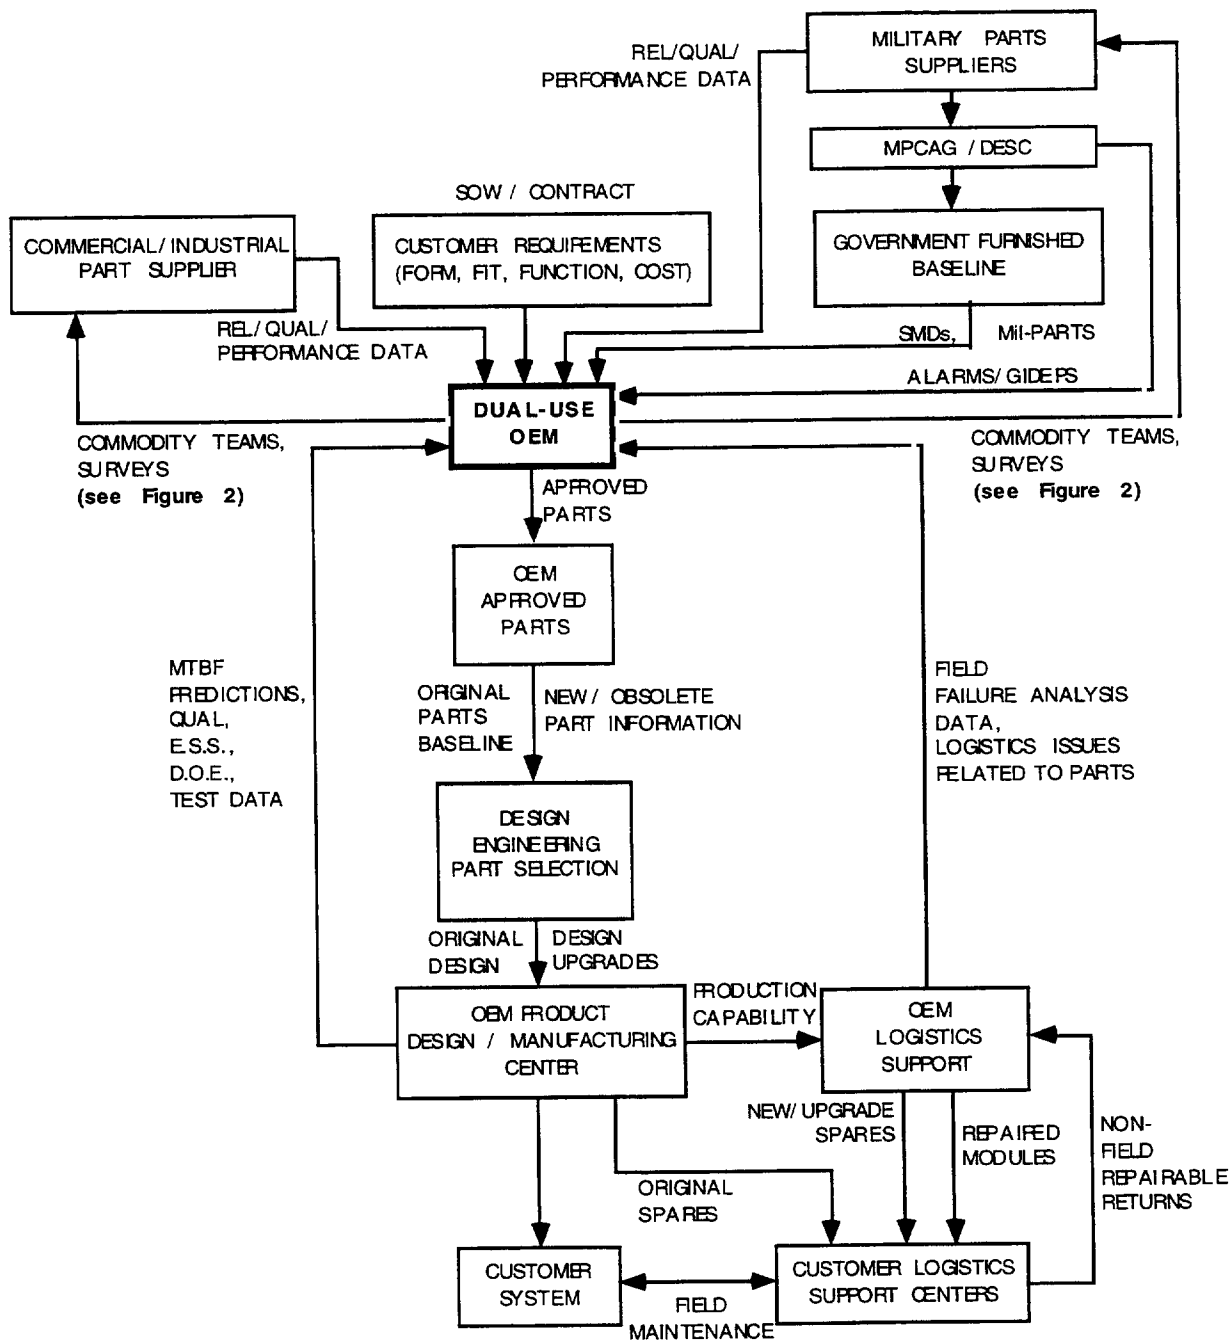 MILITARY PARTS
SUPPLIERS
REL/QUAL/
PERFORMANCE DATA
MPCAG / DESC
SOW / CONTRACT
COMMERCIAL/INDUSTRIAL
PART SUPPLIER
CUSTOMER REQUIREMENTS
(FORM, FIT, FUNCTION, COST)
GOVERNMENT FURNISHED
BASELINE
REL/QUAL/
PERFORMANCE DATA
SMDs, Mil-PARTS
ALARMS/GIDEPS
DUAL-USE
OEM
COMMODITY TEAMS,
SURVEYS
(see Figure 2)
COMMODITY TEAMS,
SURVEYS
(see Figure 2)
APPROVED
PARTS
OEM
APPROVED
PARTS
MTBF
PREDICTIONS,
QUAL,
E.S.S.,
D.O.E.,
TEST DATA
ORIGINAL
PARTS
BASELINE
NEW/ OBSOLETE
PART INFORMATION
FIELD
FAILURE ANALYSIS
DATA,
LOGISTICS ISSUES
RELATED TO PARTS
DESIGN
ENGINEERING
PART SELECTION
ORIGINAL
DESIGN
DESIGN
UPGRADES
OEM PRODUCT
DESIGN / MANUFACTURING
CENTER
PRODUCTION
CAPABILITY
OEM
LOGISTICS
SUPPORT
NEW/UPGRADE
SPARES
REPAIRED
MODULES
NON-
FIELD
REPAIRABLE
RETURNS
ORIGINAL
SPARES
CUSTOMER
SYSTEM
FIELD
MAINTENANCE
CUSTOMER LOGISTICS
SUPPORT CENTERS